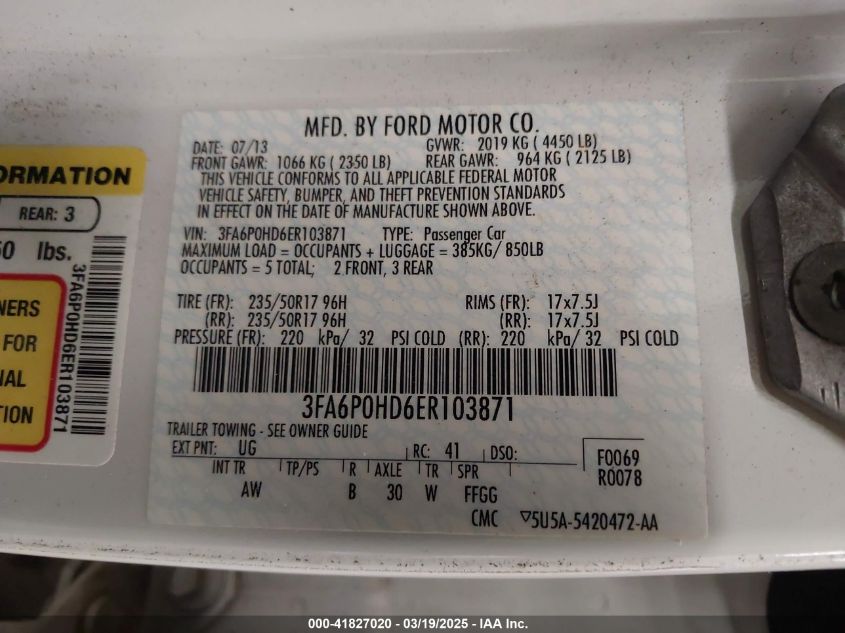 MFD. BY FORD MOTOR CO.
DATE: 07/13 GVWR: 2019 KG ( 4450 LB)
FRONT GAWR: 1066 KG ( 2350 LB) REAR GAWR: 964 KG ( 2125 LB)
THIS VEHICLE CONFORMS TO ALL APPLICABLE FEDERAL MOTOR
VEHICLE SAFETY, BUMPER, AND THEFT PREVENTION STANDARDS
IN EFFECT ON THE DATE OF MANUFACTURE SHOWN ABOVE.
VIN: 3FA6P0HD6ER103871 TYPE: Passenger Car
MAXIMUM LOAD = OCCUPANTS + LUGGAGE = 385KG/ 850LB
OCCUPANTS = 5 TOTAL; 2 FRONT, 3 REAR
TIRE (FR): 235/50R17 96H RIMS (FR): 17x7.5J
(RR): 235/50R17 96H (RR): 17x7.5J
PRESSURE (FR): 220 kPa/ 32 PSI COLD (RR): 220 kPa/ 32 PSI COLD
3FA6P0HD6ER103871
TRAILER TOWING - SEE OWNER GUIDE
EXT PNT: UG RC: 41 DSO:
F0069
R0078
INT TR TP/PS R AXLE TR SPR
AW B 30 W FFGG
CMC ▽5U5A-5420472-AA
ORMATION
REAR: 3
50 lbs.
NERS
FOR
NAL
TION
3FA6P0HD6ER103871
000-41827020 - 03/19/2025 - IAA Inc.